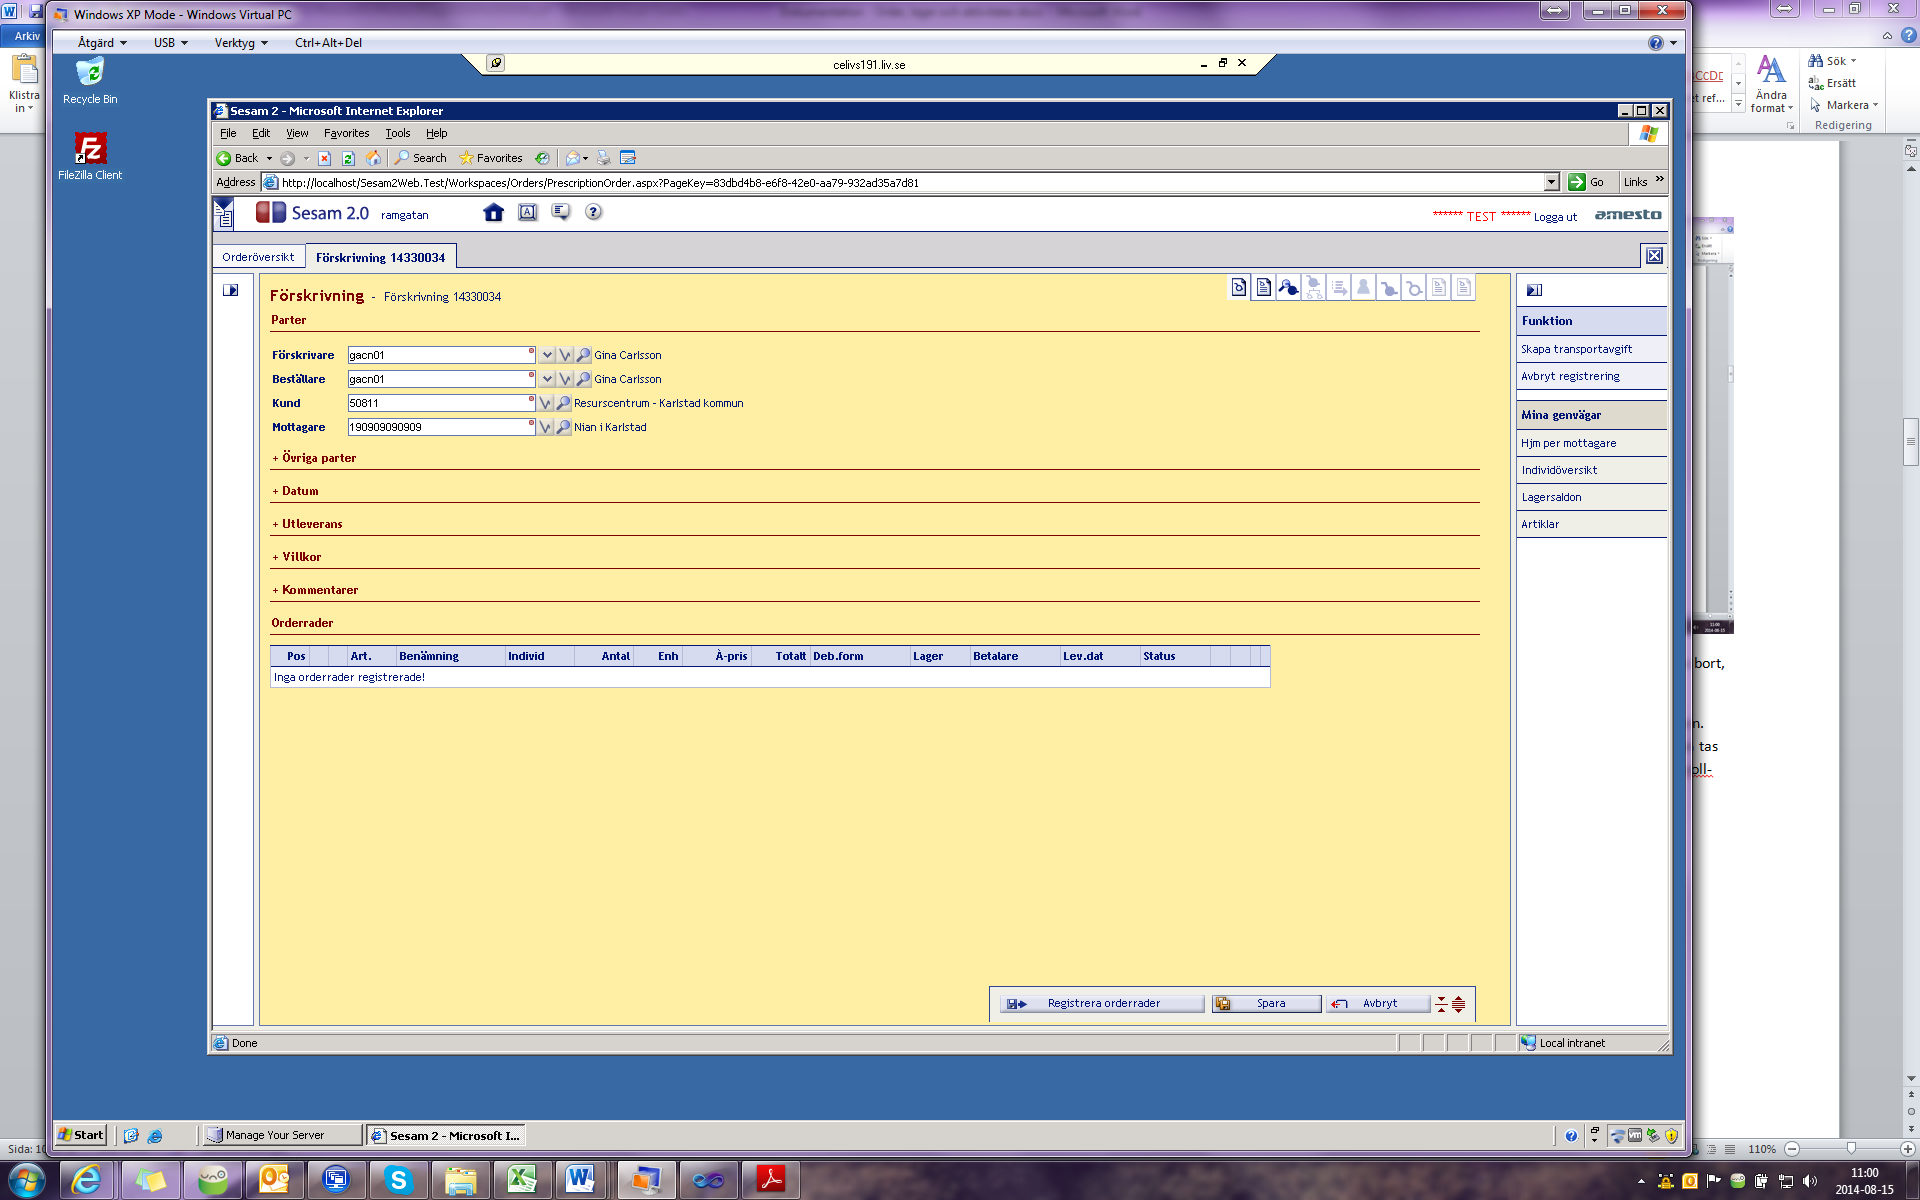 Windows XP Mode - Windows Virtual PC
Arkiv
Åtgärd USB Verktyg Ctrl+Alt+Del
Klistra
in
Recycle Bin
FileZilla Client
celivs191.liv.se
Sesam 2 - Microsoft Internet Explorer
File Edit View Favorites Tools Help
Back Search Favorites
Address http://localhost/Sesam2Web.Test/Workspaces/Orders/PrescriptionOrder.aspx?PageKey=83dbd4b8-e6f8-42e0-aa79-932ad35a7d81 Go Links »
Sesam 2.0 ramgatan ****** TEST ****** Logga ut amesto
Orderöversikt Förskrivning 14330034
Förskrivning - Förskrivning 14330034
Parter
Förskrivare gacn01 Gina Carlsson
Beställare gacn01 Gina Carlsson
Kund 50811 Resurscentrum - Karlstad kommun
Mottagare 190909090909 Nian i Karlstad
+ Övriga parter
+ Datum
+ Utleverans
+ Villkor
+ Kommentarer
Orderrader
Pos Art. Benämning Individ Antal Enh À-pris Totalt Deb.form Lager Betalare Lev.dat Status
Inga orderrader registrerade!
Registrera orderrader Spara Avbryt
Funktion
Skapa transportavgift
Avbryt registrering
Mina genvägar
Hjm per mottagare
Individöversikt
Lagersaldon
Artiklar
Done Local intranet
Start Manage Your Server Sesam 2 - Microsoft I...
Sök
Ersätt
Markera
Redigering
Ändra
format
t ref...
bort,
n.
tas
oll-
110%
11:00
2014-08-15